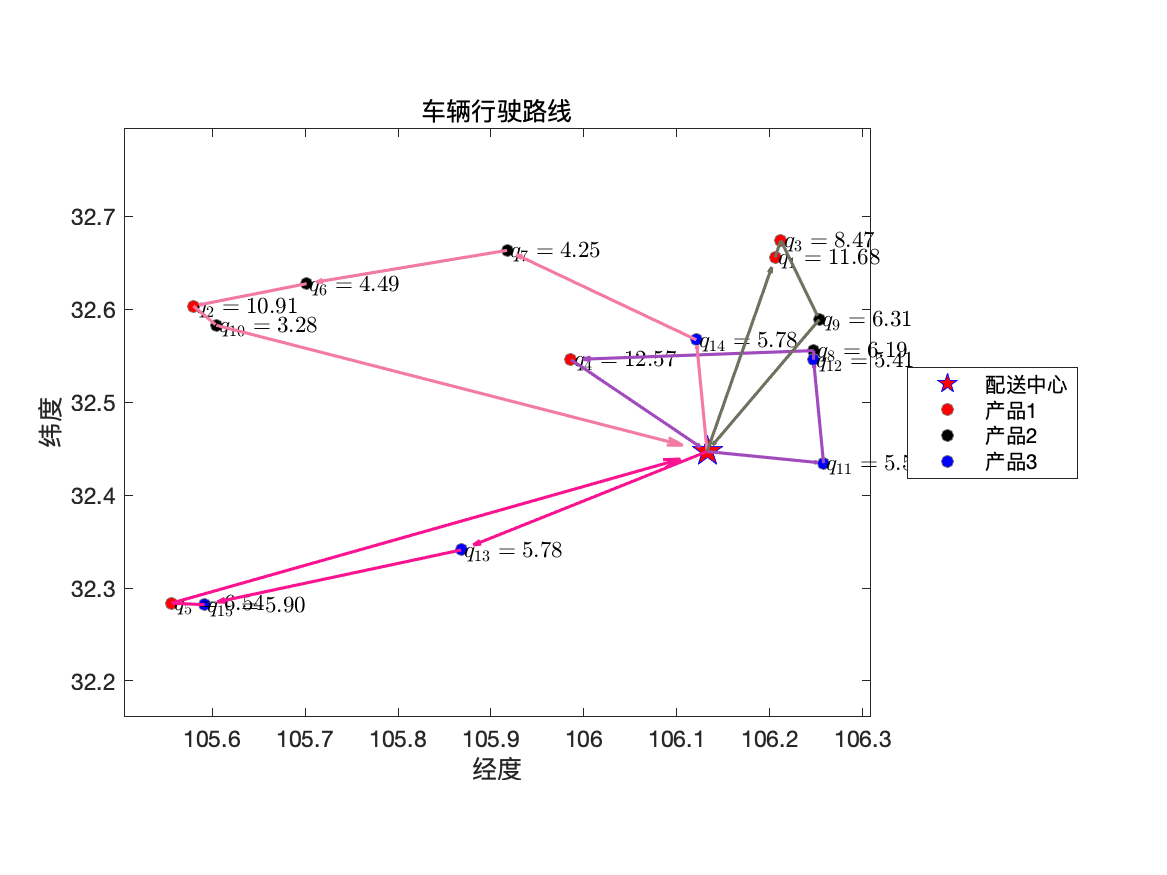 车辆行驶路线
32.7
32.6
32.5
32.4
32.3
32.2
纬度
q3 = 8.47
q1 = 11.68
q7 = 4.25
q6 = 4.49
q2 = 10.91
q10 = 3.28
q9 = 6.31
q14 = 5.78
q8 = 6.19
q12 = 5.41
q4 = 12.57
q11 = 5.5
q13 = 5.78
q5 = 6.54
q15 = 5.90
配送中心
产品1
产品2
产品3
105.6 105.7 105.8 105.9 106 106.1 106.2 106.3
经度